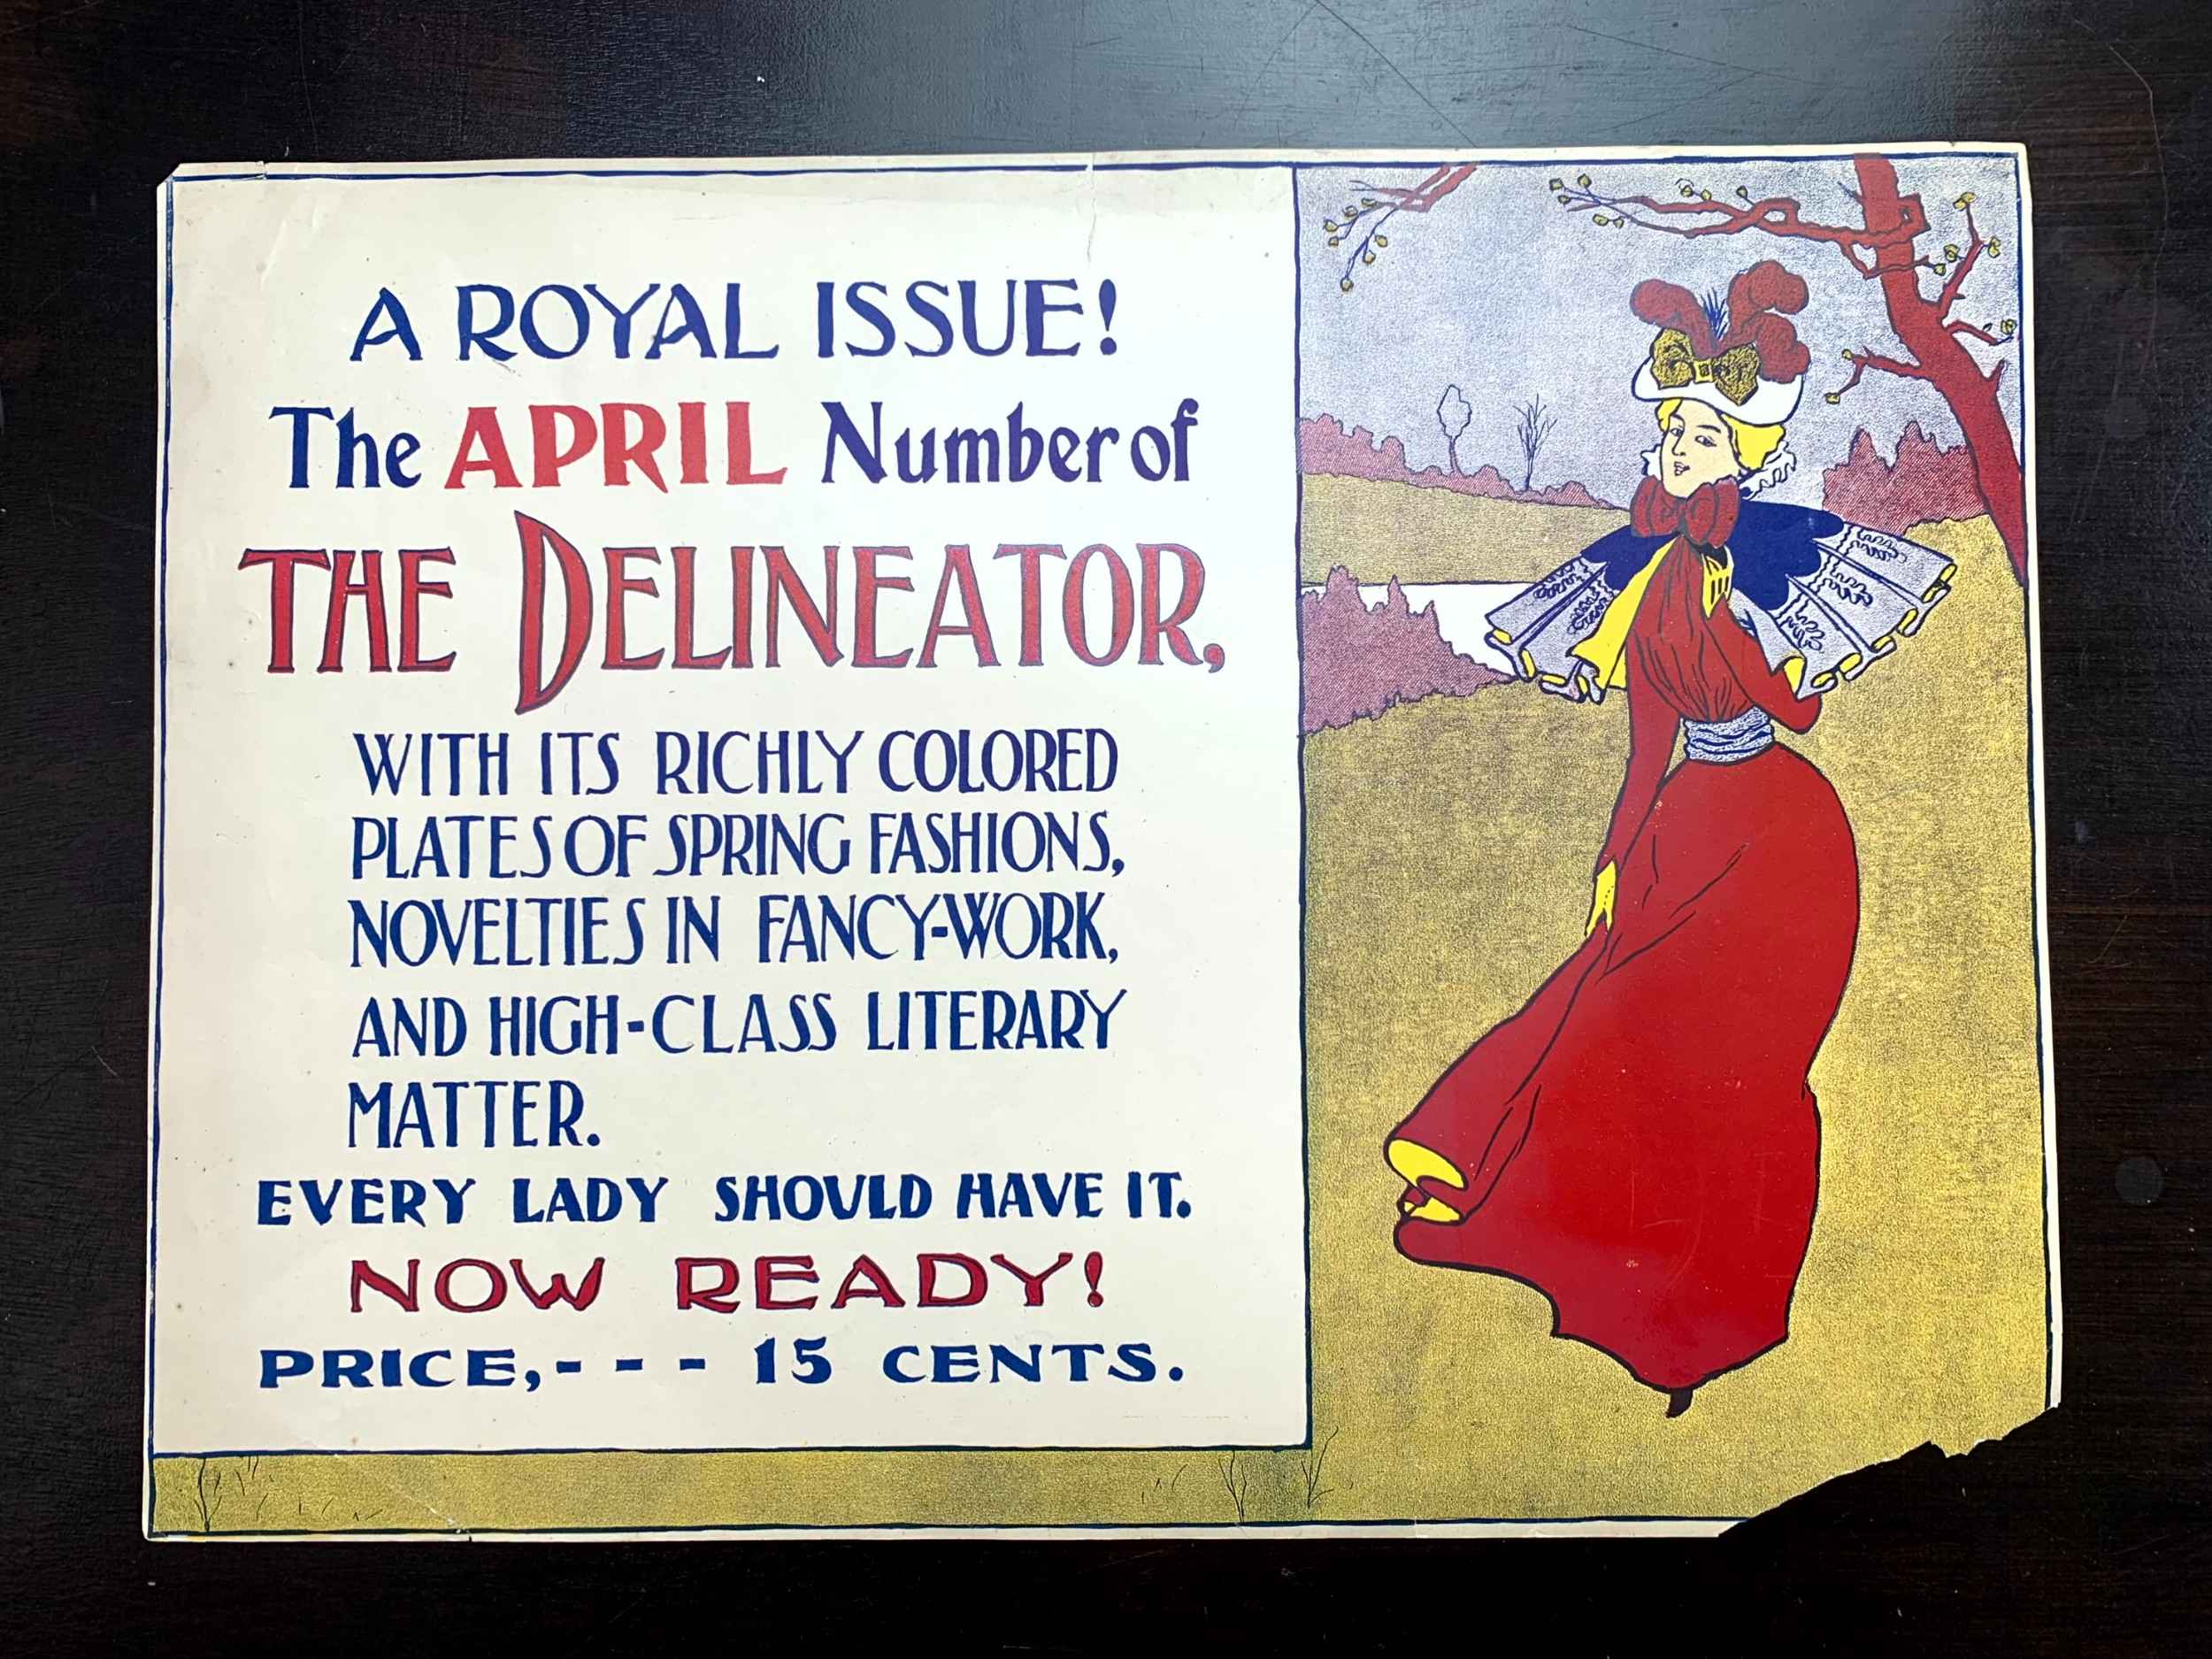 A ROYAL ISSUE!
The APRIL Number of
THE DELINEATOR,
WITH ITS RICHLY COLORED
PLATES OF SPRING FASHIONS,
NOVELTIES IN FANCY-WORK,
AND HIGH-CLASS LITERARY
MATTER.
EVERY LADY SHOULD HAVE IT.
NOW READY!
PRICE,- - - 15 CENTS.